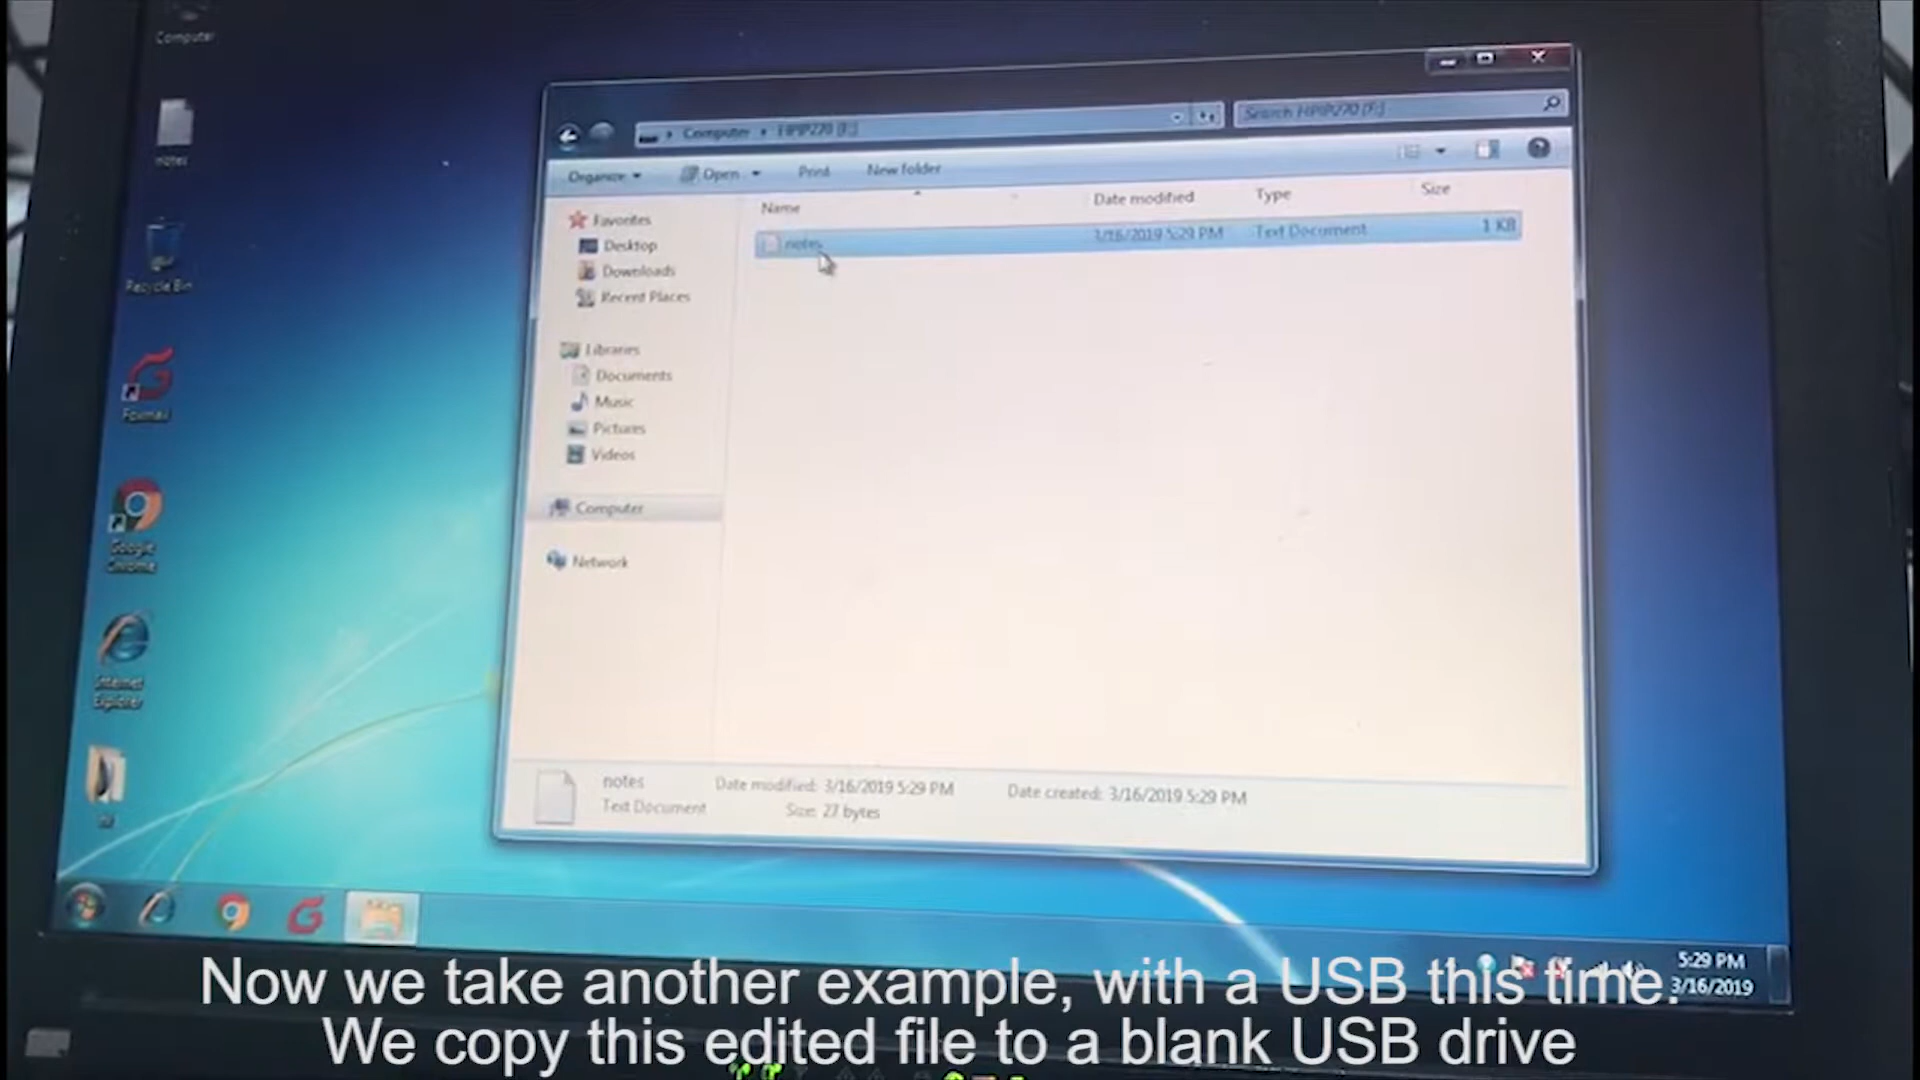 Computer
notes
Recycle Bin
Foxmail
Google
Chrome
Internet
Explorer
Computer
Search HPIP270 (F:)
Organize
Open
Print
New folder
Name
Date modified
Type
Size
notes
3/16/2019 5:29 PM
Text Document
1 KB
Favorites
Desktop
Downloads
Recent Places
Libraries
Documents
Music
Pictures
Videos
Computer
Network
notes
Date modified: 3/16/2019 5:29 PM
Date created: 3/16/2019 5:29 PM
Text Document
Size: 27 bytes
5:29 PM
3/16/2019
Now we take another example, with a USB this time.
We copy this edited file to a blank USB drive